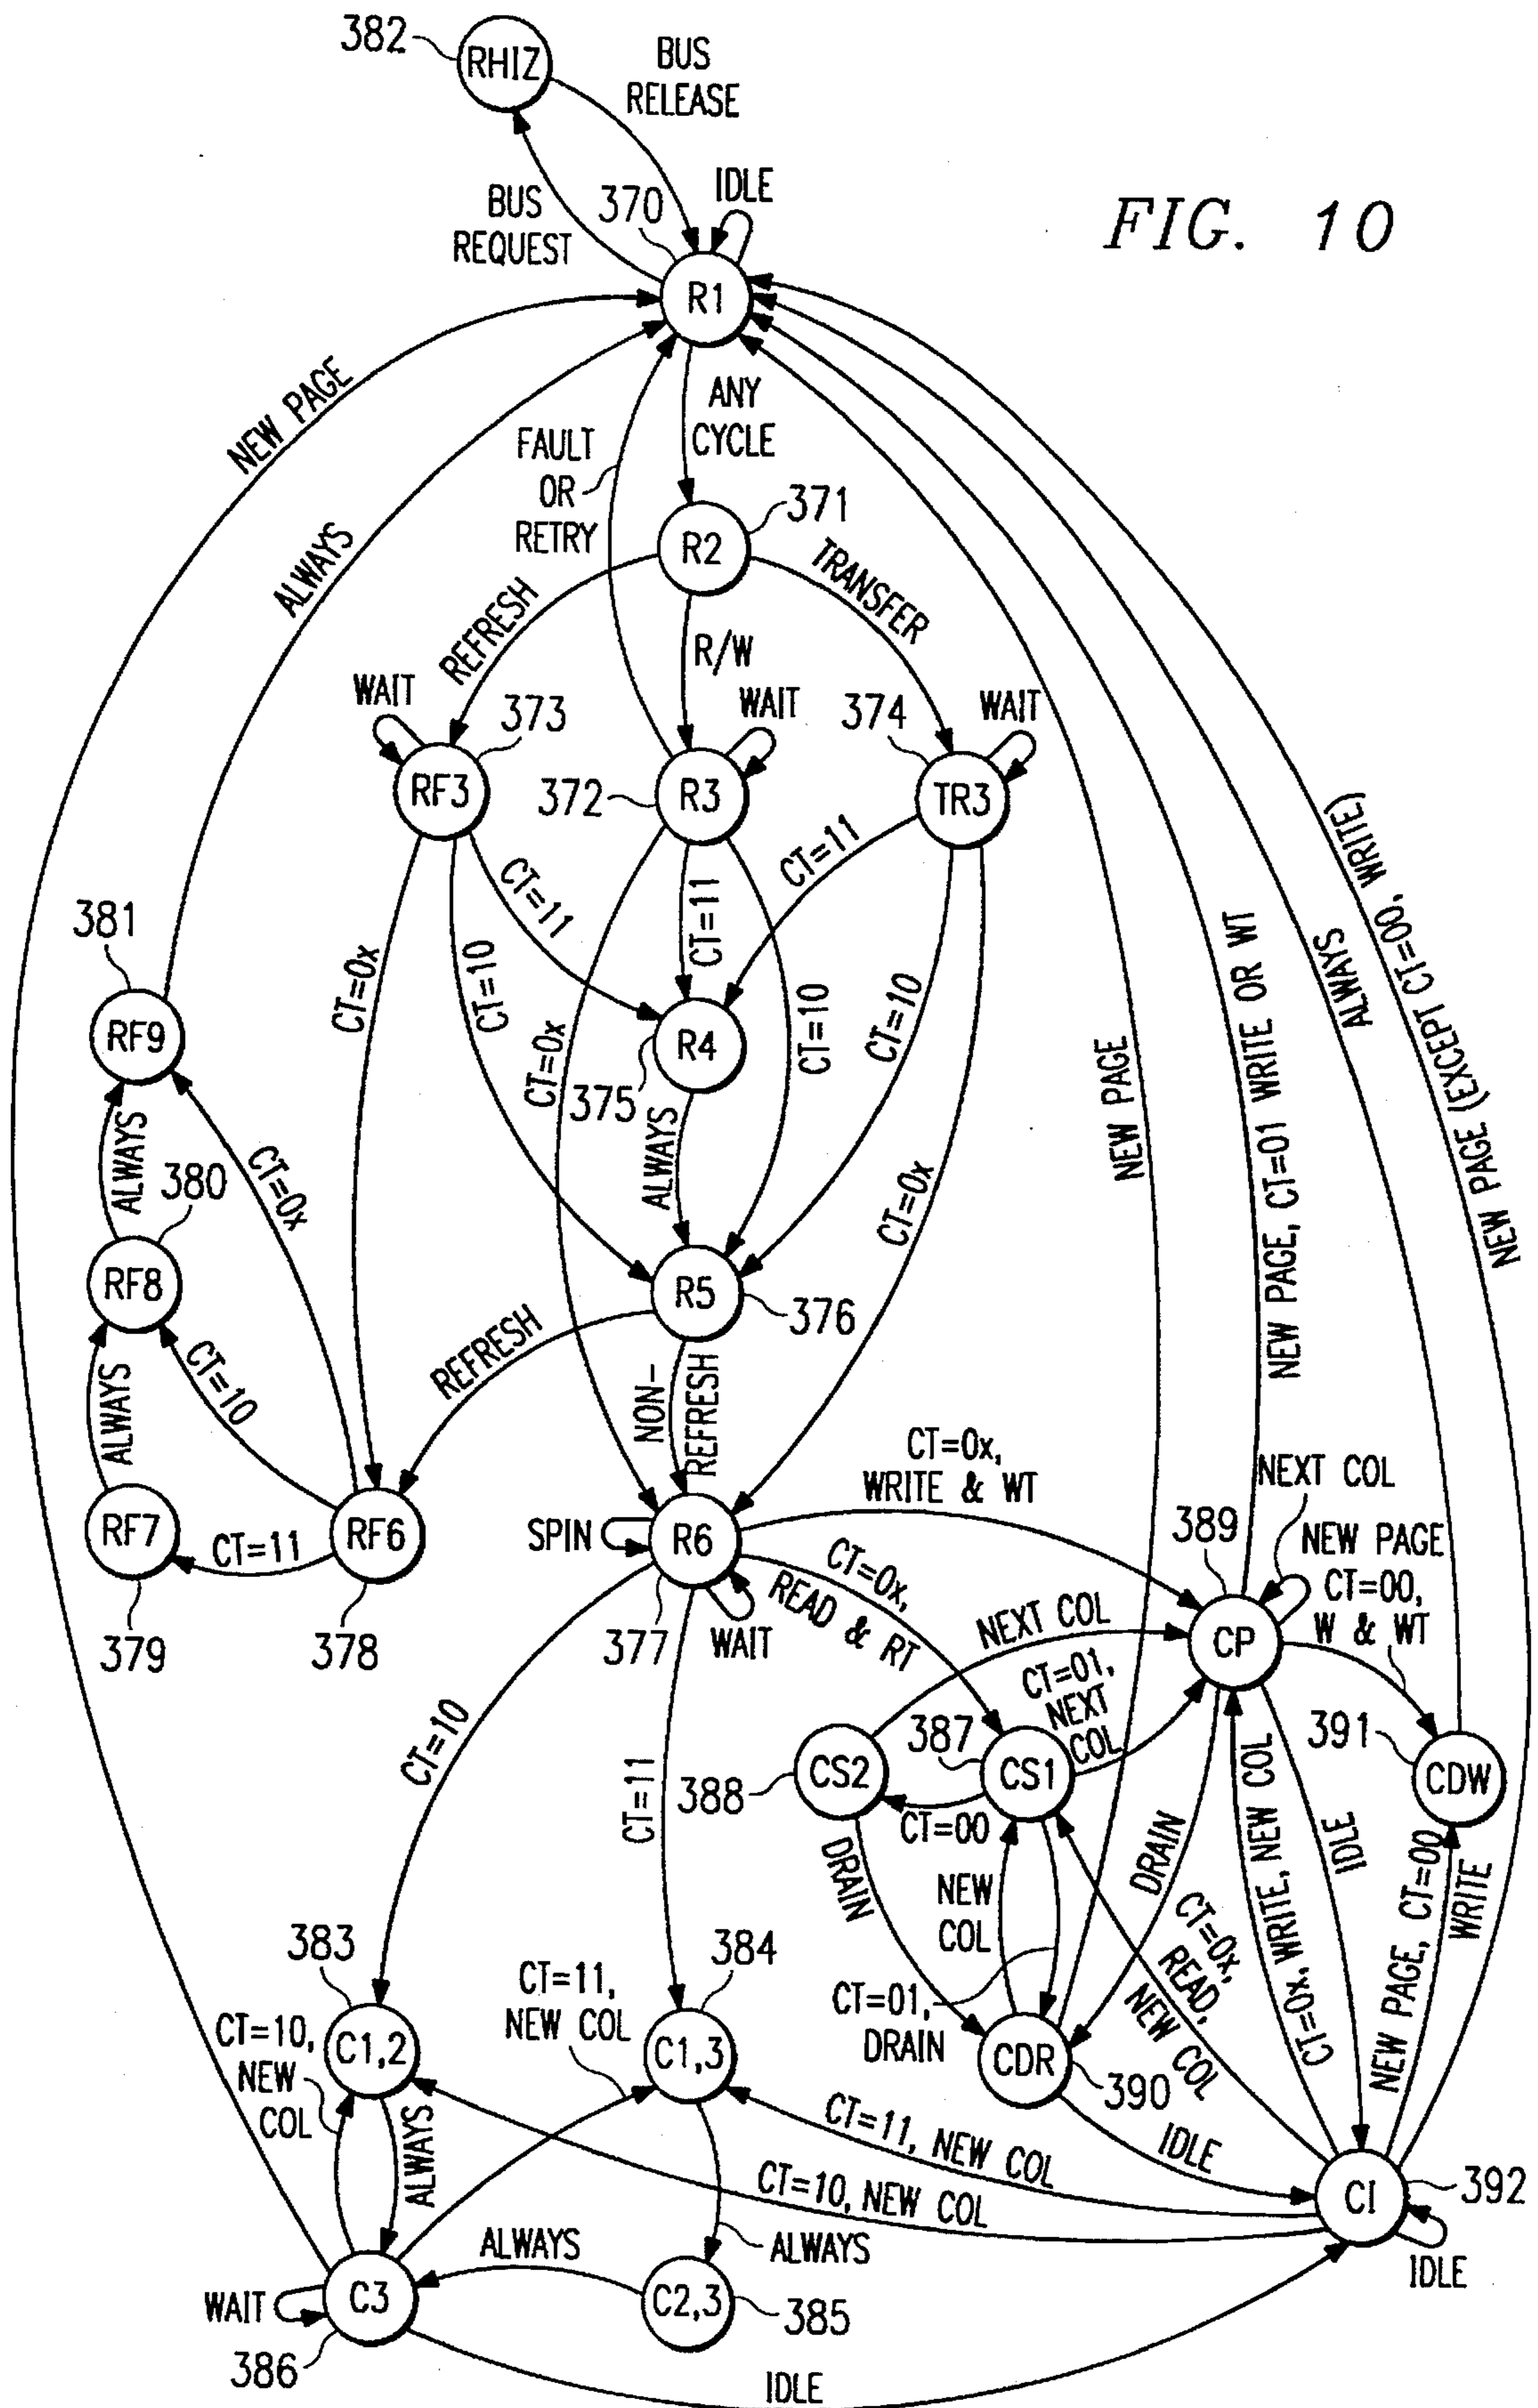 382
RHIZ
BUS
RELEASE
BUS
REQUEST
370
IDLE
FIG. 10
R1
NEW PAGE
ALWAYS
FAULT
OR
RETRY
ANY
CYCLE
371
R2
REFRESH
R/W
TRANSFER
WAIT
373
WAIT
374
WAIT
RF3
372
R3
TR3
CT=11
CT=11
CT=11
381
RF9
CT=0x
CT=10
CT=0x
R4
375
CT=10
CT=10
CT=0x
NEW PAGE
NEW PAGE, CT=01 WRITE OR WT
ALWAYS
NEW PAGE (EXCEPT CT=00, WRITE)
ALWAYS
380
CT=0x
ALWAYS
RF8
R5
376
ALWAYS
CT=10
REFRESH
NON-
REFRESH
RF7
CT=11
RF6
379
378
SPIN
R6
377
WAIT
CT=0x,
WRITE & WT
CT=0x,
READ & RT
389
NEXT COL
NEW PAGE
CT=00,
W & WT
CP
NEXT COL
CT=01,
NEXT
COL
391
CDW
CT=10
CT=11
388
CS2
387
CS1
CT=00
DRAIN
NEW
COL
DRAIN
IDLE
CT=0x, WRITE, NEW COL
CT=0x,
READ,
NEW COL
NEW PAGE, CT=00
WRITE
383
C1,2
CT=10,
NEW
COL
ALWAYS
CT=11,
NEW COL
384
C1,3
CT=01,
DRAIN
CDR
390
CT=11, NEW COL
CT=10, NEW COL
IDLE
CI
392
IDLE
ALWAYS
ALWAYS
WAIT
C3
386
C2,3
385
IDLE